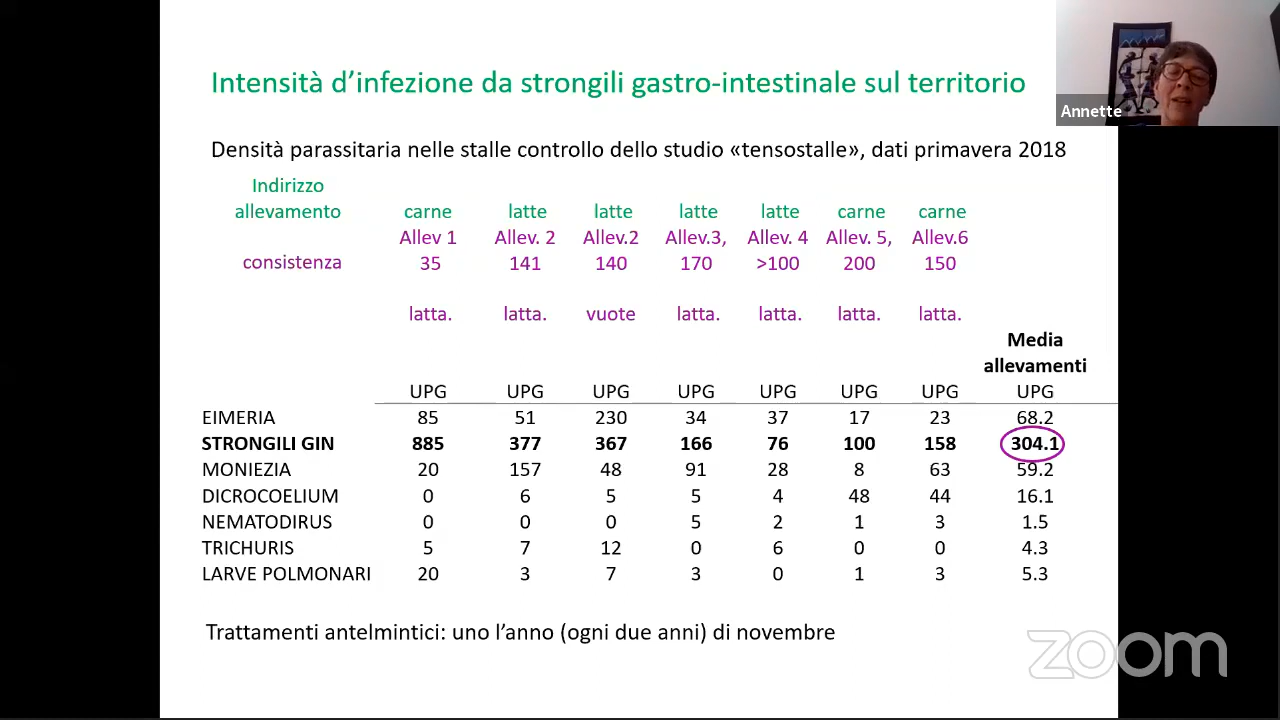 Intensità d’infezione da strongili gastro-intestinale sul territorio
Annette
Densità parassitaria nelle stalle controllo dello studio «tensostalle», dati primavera 2018
Indirizzo
allevamento carne latte latte latte latte carne carne
Allev 1 Allev. 2 Allev.2 Allev.3, Allev. 4 Allev. 5, Allev.6
consistenza 35 141 140 170 >100 200 150
latta. latta. vuote latta. latta. latta. latta.
Media
allevamenti
UPG UPG UPG UPG UPG UPG UPG UPG
EIMERIA 85 51 230 34 37 17 23 68.2
STRONGILI GIN 885 377 367 166 76 100 158 304.1
MONIEZIA 20 157 48 91 28 8 63 59.2
DICROCOELIUM 0 6 5 5 4 48 44 16.1
NEMATODIRUS 0 0 0 5 2 1 3 1.5
TRICHURIS 5 7 12 0 6 0 0 4.3
LARVE POLMONARI 20 3 7 3 0 1 3 5.3
Trattamenti antelmintici: uno l’anno (ogni due anni) di novembre
zoom